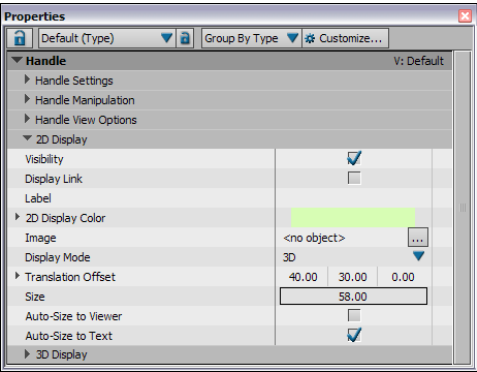 Properties
Default (Type) Group By Type Customize...
Handle V: Default
Handle Settings
Handle Manipulation
Handle View Options
2D Display
Visibility
Display Link
Label
2D Display Color
Image <no object> ...
Display Mode 3D
Translation Offset 40.00 30.00 0.00
Size 58.00
Auto-Size to Viewer
Auto-Size to Text
3D Display